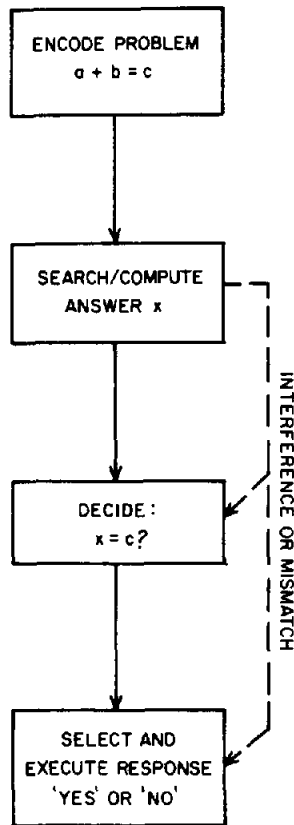 ENCODE PROBLEM
a + b = c
SEARCH/COMPUTE
ANSWER x
INTERFERENCE OR MISMATCH
DECIDE:
x = c?
SELECT AND
EXECUTE RESPONSE
'YES' OR 'NO'